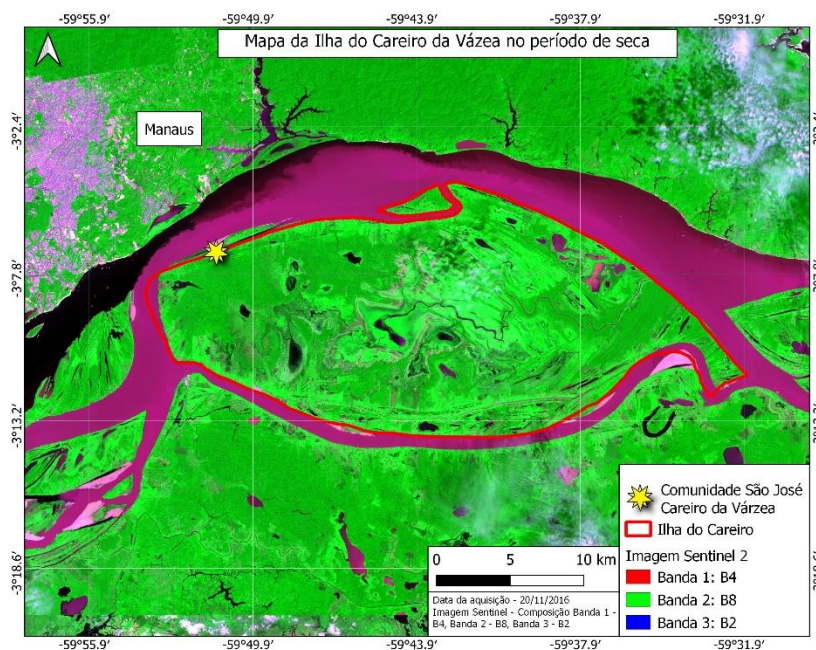 -59°55.9′ -59°49.9′ -59°43.9′ -59°37.9′ -59°31.9′
Mapa da Ilha do Careiro da Vázea no período de seca
-3°2.4′
Manaus
-3°7.8′
-3°13.2′
-3°18.6′
Comunidade São José
Careiro da Várzea
Ilha do Careiro
Imagem Sentinel 2
Banda 1: B4
Banda 2: B8
Banda 3: B2
0 5 10 km
Data da aquisição - 20/11/2016
Imagem Sentinel - Composição Banda 1 -
B4, Banda 2 - B8, Banda 3 - B2
-59°55.9′ -59°49.9′ -59°43.9′ -59°37.9′ -59°31.9′